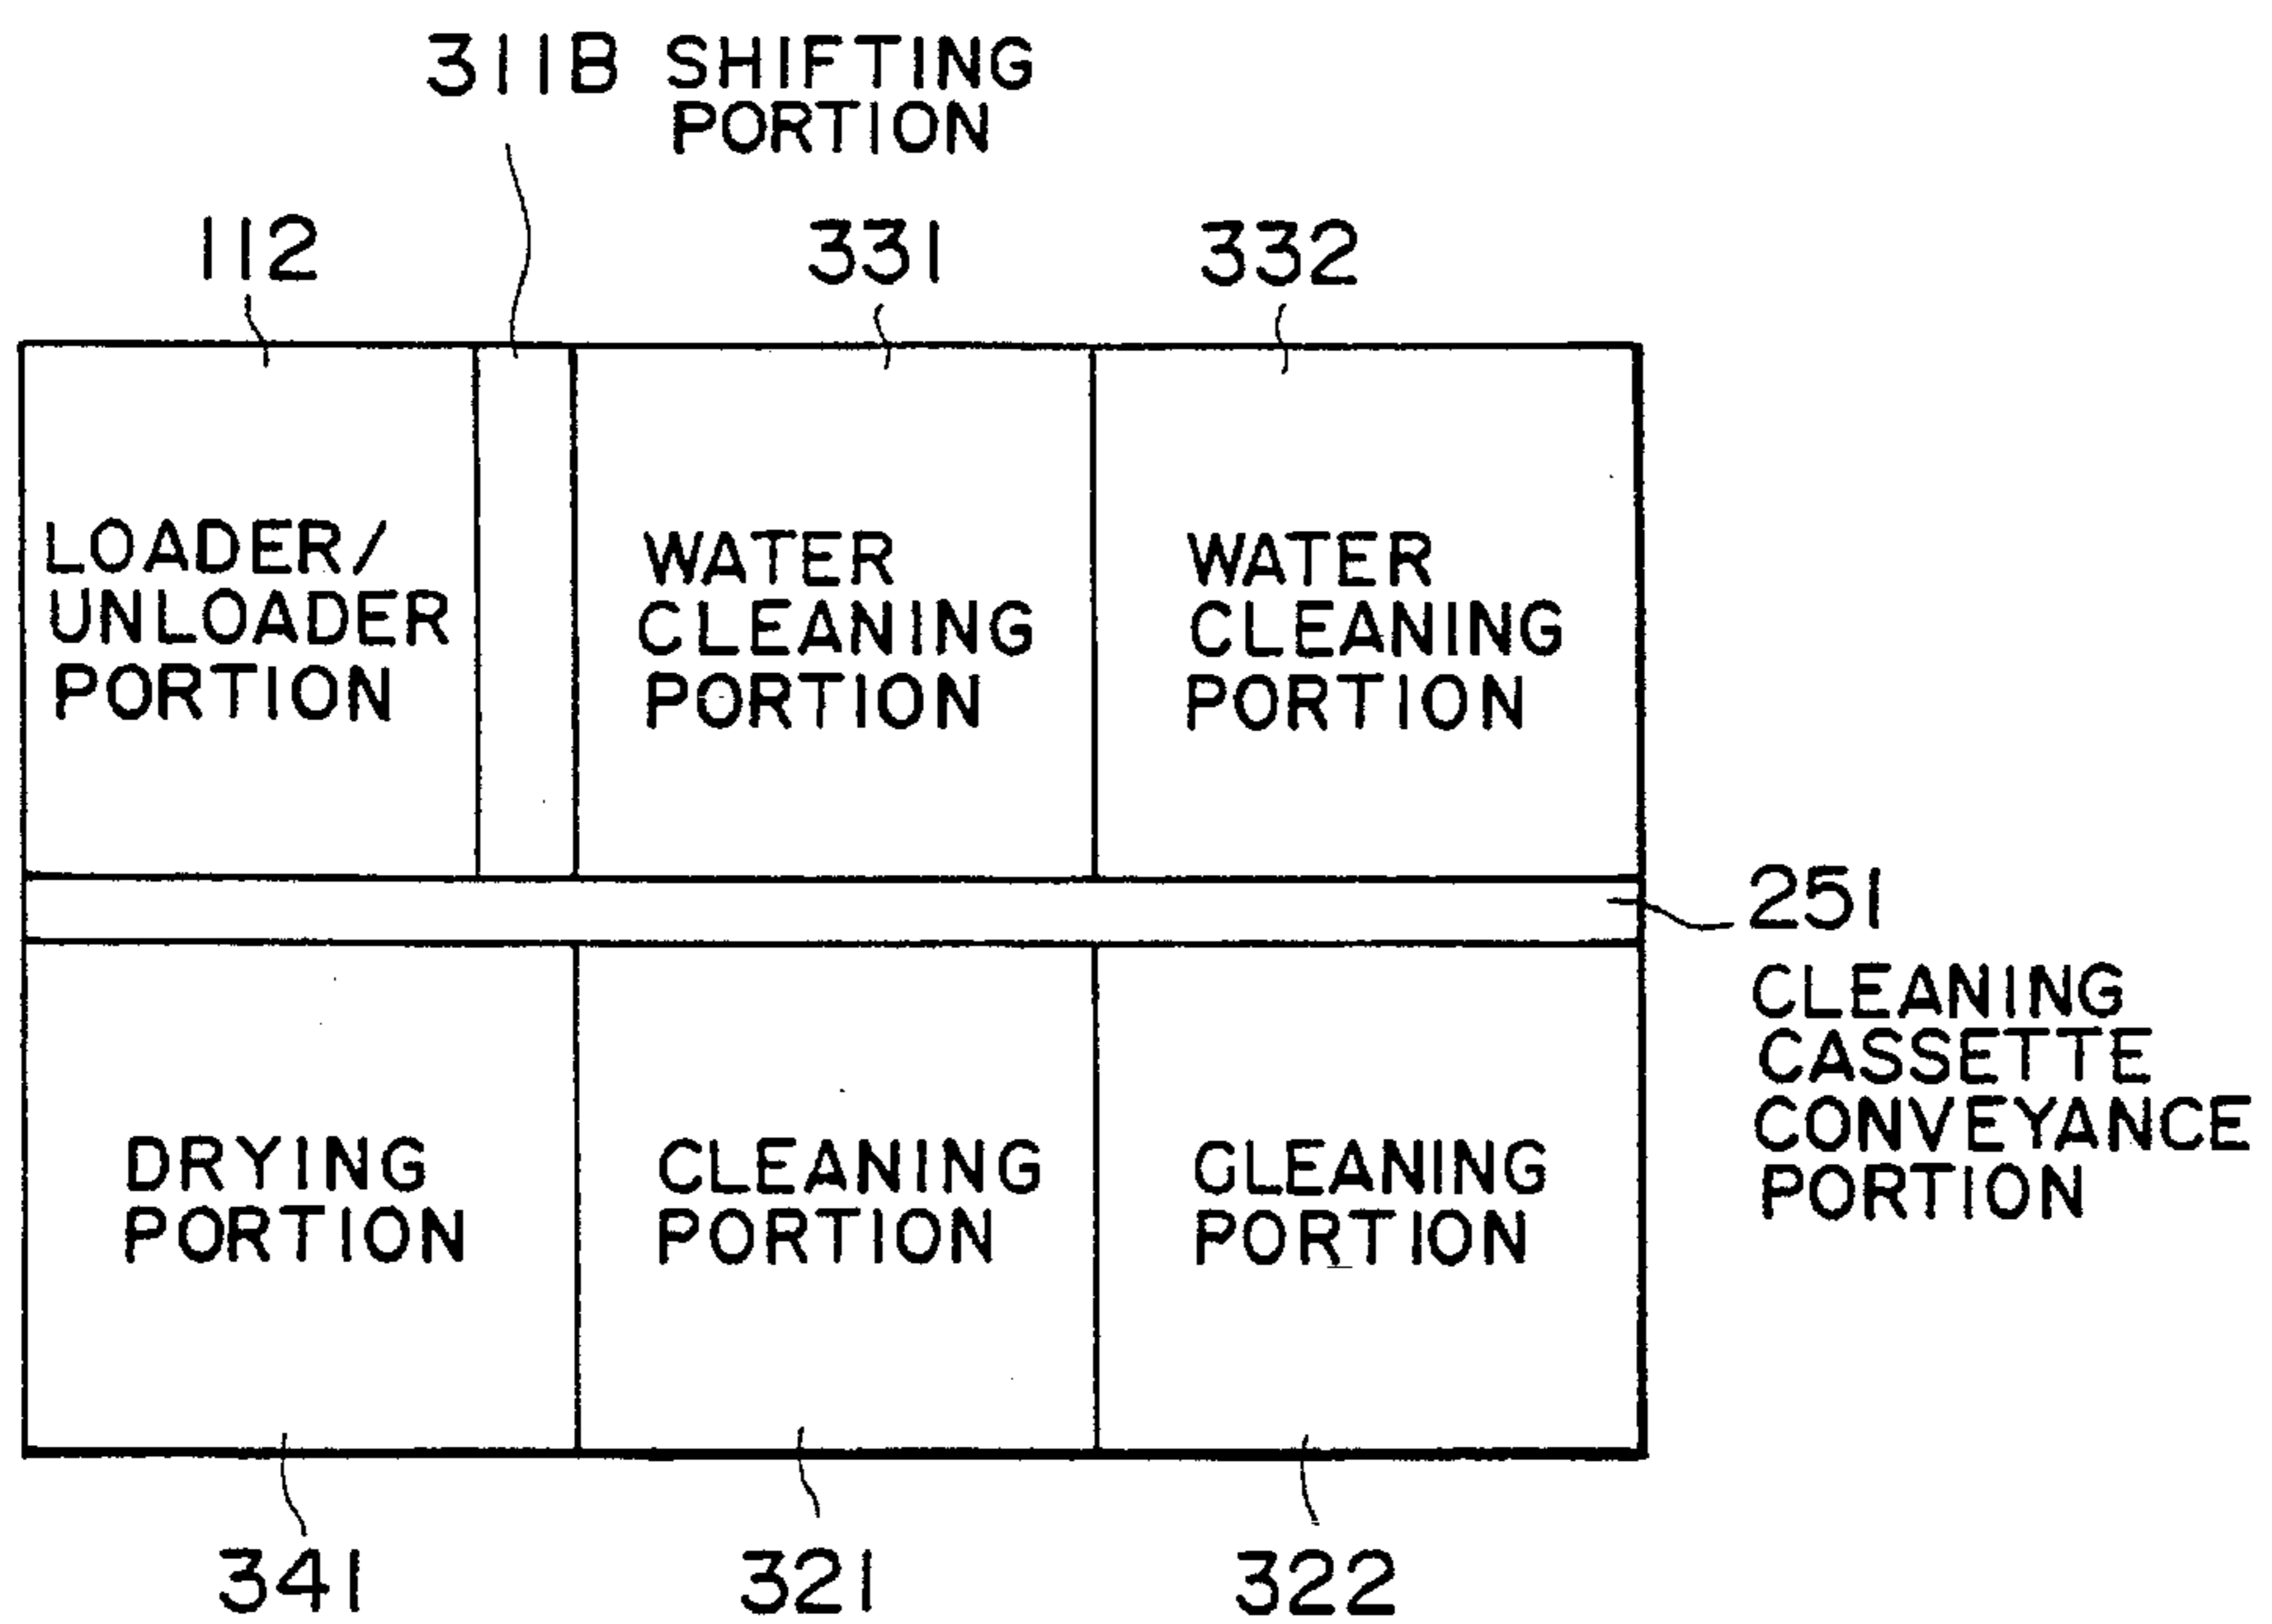 311B SHIFTING
PORTION
112
331
332
LOADER/
UNLOADER
PORTION
WATER
CLEANING
PORTION
WATER
CLEANING
PORTION
251
CLEANING
CASSETTE
CONVEYANCE
PORTION
DRYING
PORTION
CLEANING
PORTION
CLEANING
PORTION
341
321
322